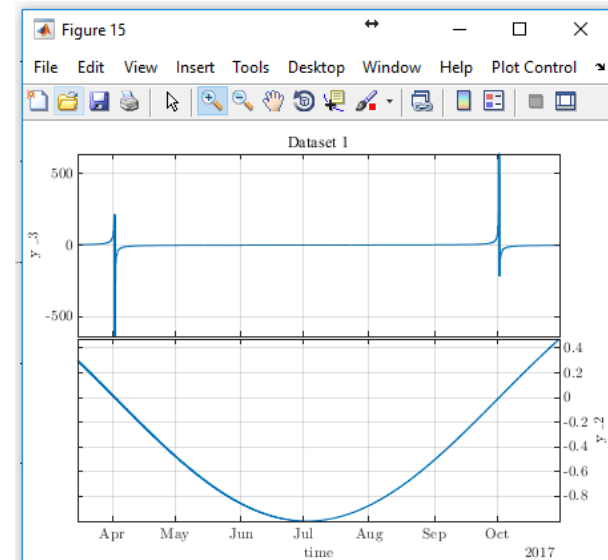 Figure 15
File Edit View Insert Tools Desktop Window Help Plot Control
Dataset 1
500
0
-500
y_3
0.4
0.2
0
-0.2
-0.4
-0.6
-0.8
y_2
Apr May Jun Jul Aug Sep Oct
time 2017